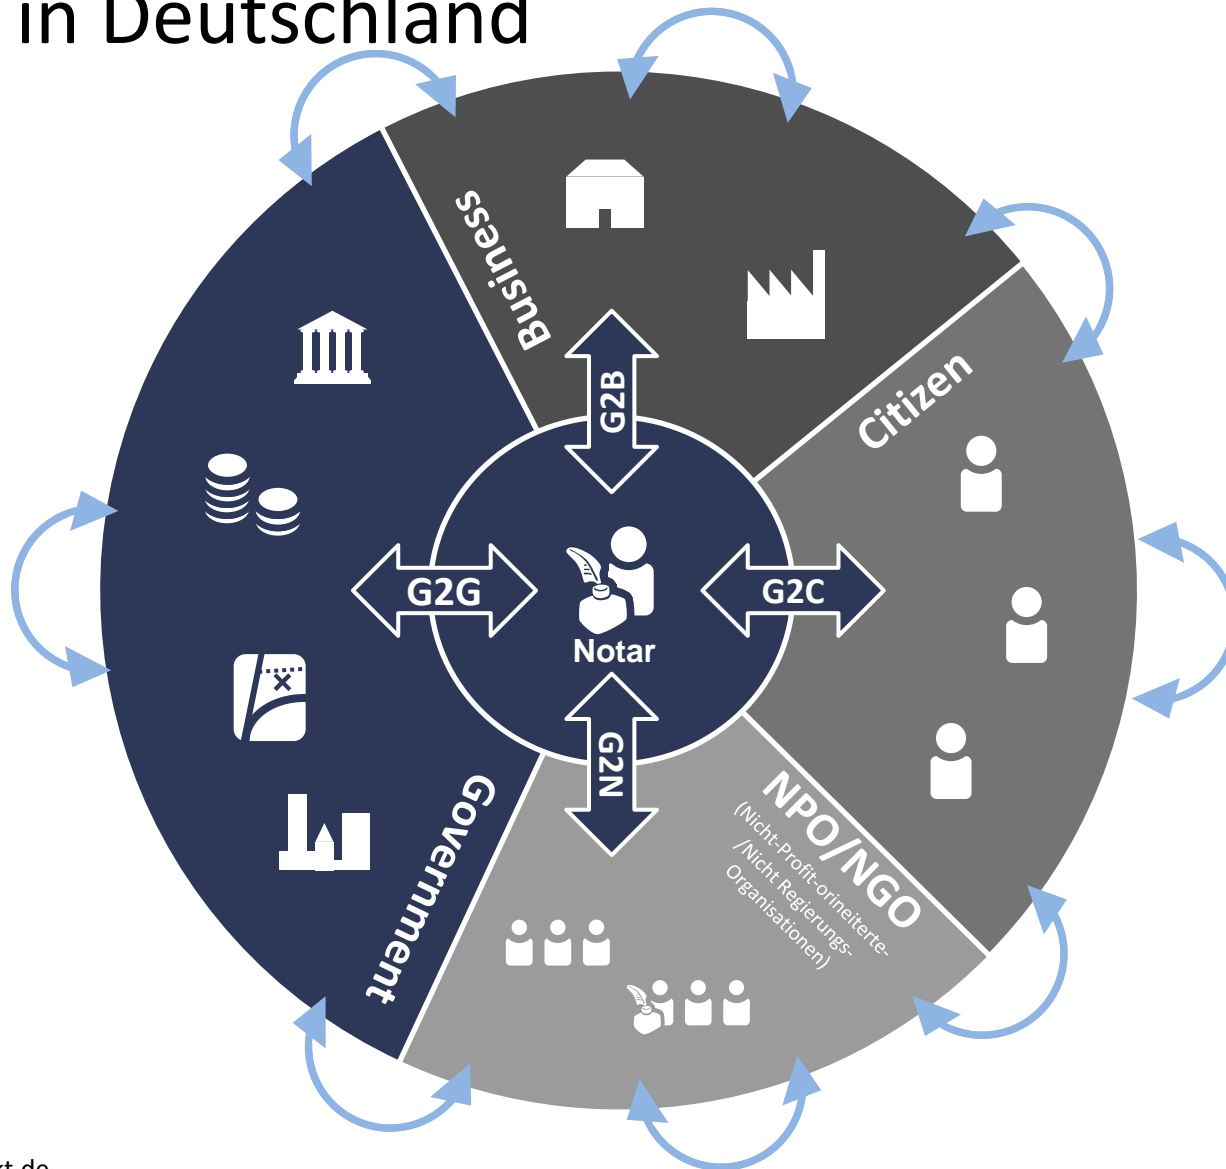 in Deutschland
Business
G2B
Citizen
G2G
G2C
Notar
G2N
Government
NPO/NGO
(Nicht-Profit-orineiterte-
/Nicht Regierungs-
Organisationen)